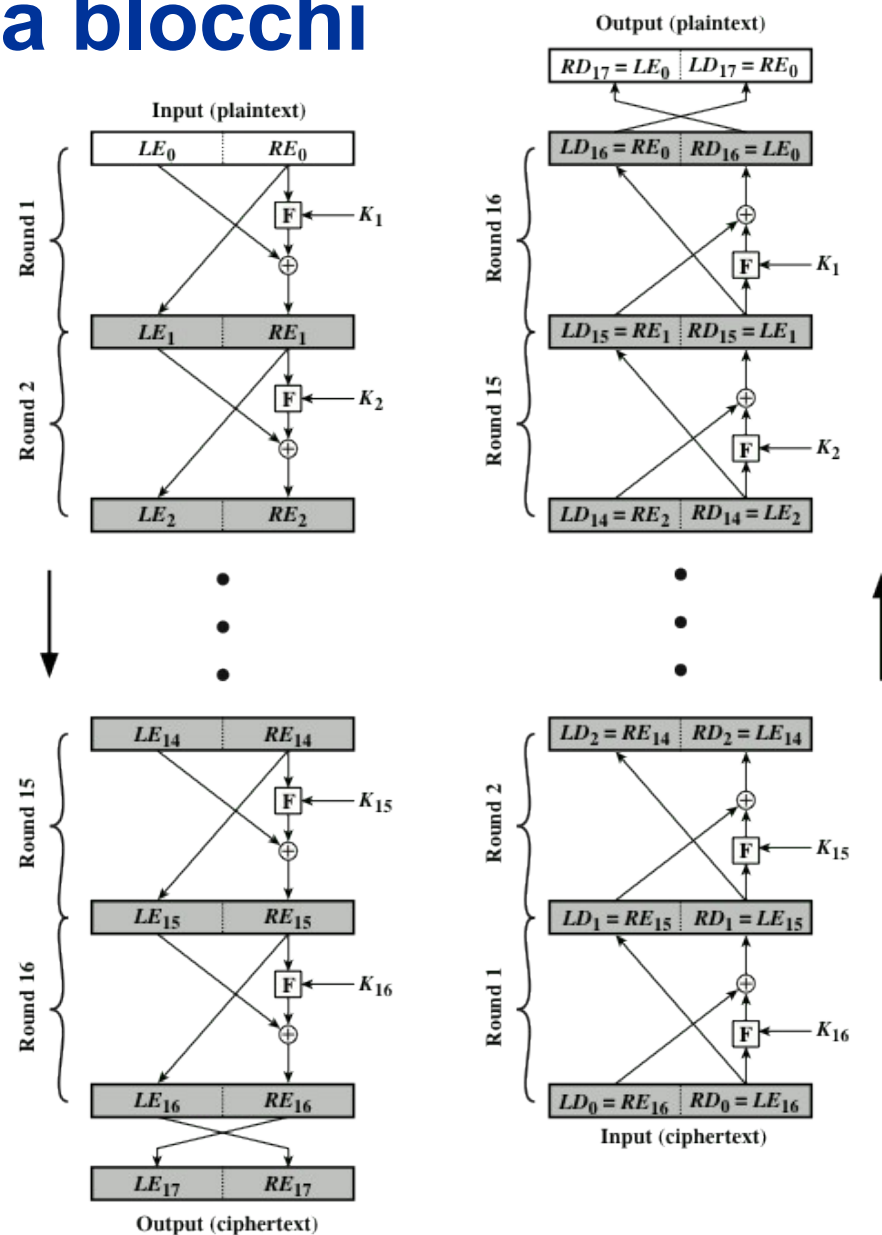 a blocchi
Input (plaintext)
LE0 RE0
Round 1
F
K1
+
LE1 RE1
Round 2
F
K2
+
LE2 RE2
LE14 RE14
Round 15
F
K15
+
LE15 RE15
Round 16
F
K16
+
LE16 RE16
LE17 RE17
Output (ciphertext)
Output (plaintext)
RD17 = LE0 LD17 = RE0
LD16 = RE0 RD16 = LE0
Round 16
+
F
K1
LD15 = RE1 RD15 = LE1
Round 15
+
F
K2
LD14 = RE2 RD14 = LE2
LD2 = RE14 RD2 = LE14
Round 2
+
F
K15
LD1 = RE15 RD1 = LE15
Round 1
+
F
K16
LD0 = RE16 RD0 = LE16
Input (ciphertext)